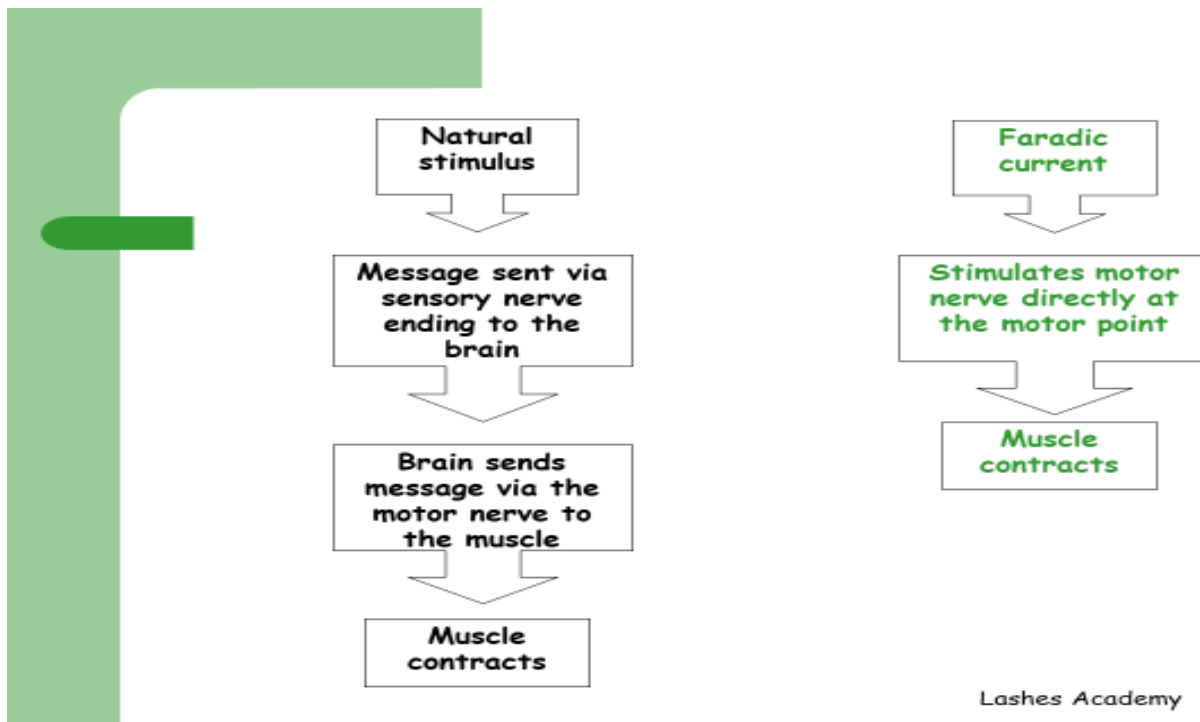 Natural
stimulus
Message sent via
sensory nerve
ending to the
brain
Brain sends
message via the
motor nerve to
the muscle
Muscle
contracts
Faradic
current
Stimulates motor
nerve directly at
the motor point
Muscle
contracts
Lashes Academy